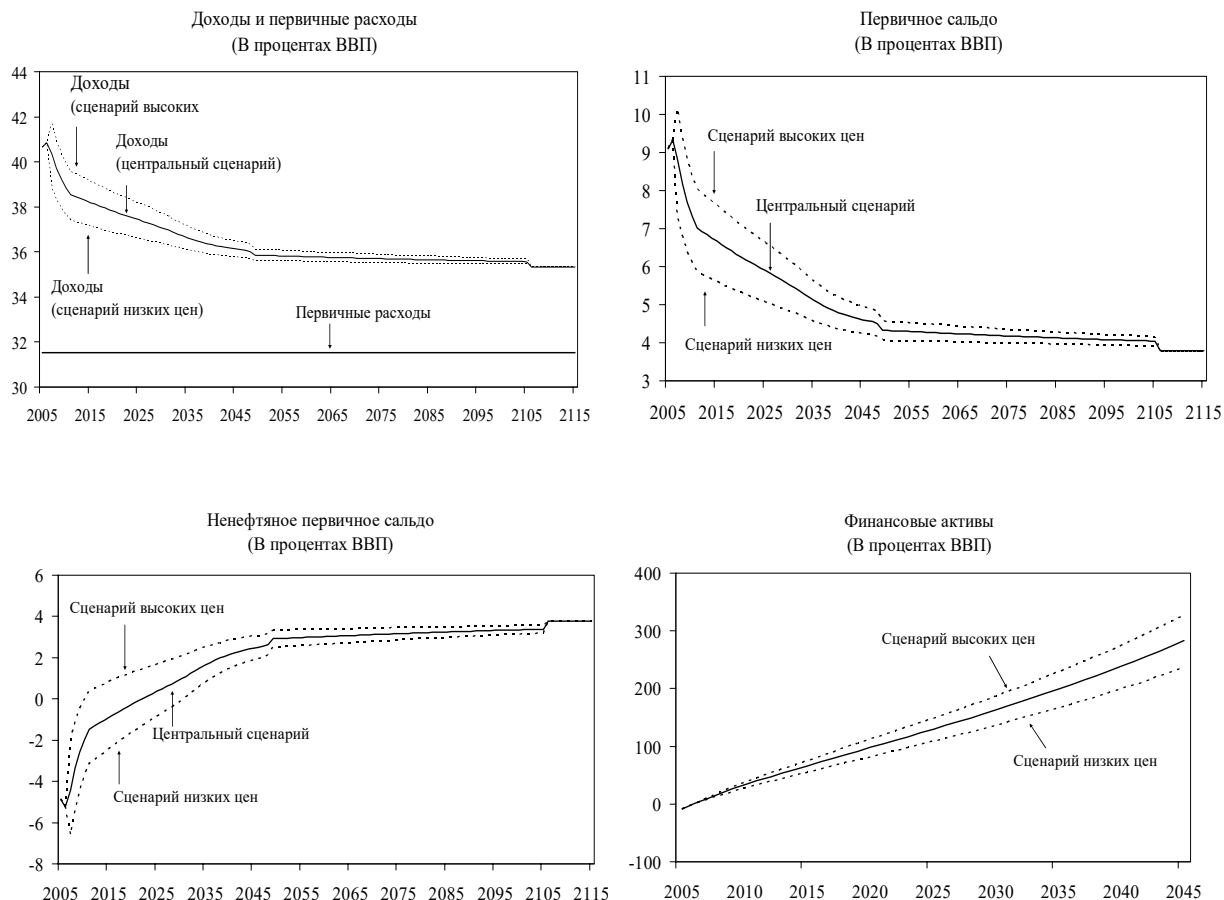 Доходы и первичные расходы
(В процентах ВВП)
44
42
40
38
36
34
32
30
Доходы
(сценарий высоких
Доходы
(центральный сценарий)
Доходы
(сценарий низких цен)
Первичные расходы
2005 2015 2025 2035 2045 2055 2065 2075 2085 2095 2105 2115
Первичное сальдо
(В процентах ВВП)
11
10
9
8
7
6
5
4
3
Сценарий высоких цен
Центральный сценарий
Сценарий низких цен
2005 2015 2025 2035 2045 2055 2065 2075 2085 2095 2105 2115
Ненефтяное первичное сальдо
(В процентах ВВП)
6
4
2
0
-2
-4
-6
-8
Сценарий высоких цен
Центральный сценарий
Сценарий низких цен
2005 2015 2025 2035 2045 2055 2065 2075 2085 2095 2105 2115
Финансовые активы
(В процентах ВВП)
400
300
200
100
0
-100
Сценарий высоких цен
Сценарий низких цен
2005 2010 2015 2020 2025 2030 2035 2040 2045